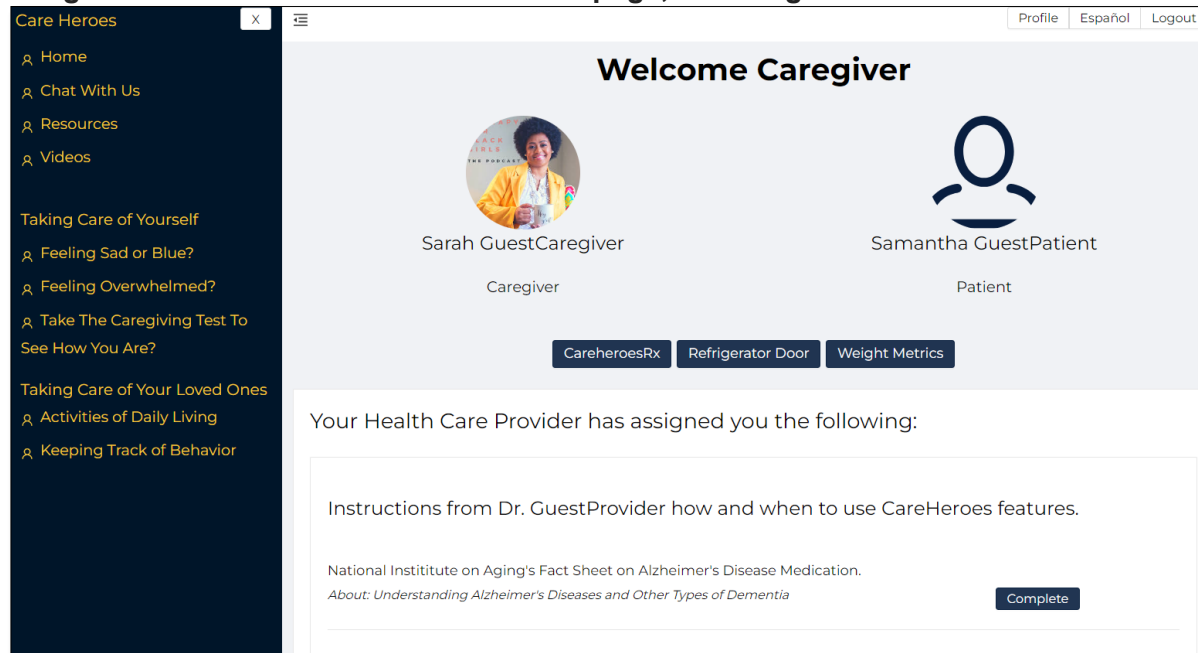 Care Heroes
X
Profile
Español
Logout
Home
Chat With Us
Resources
Videos
Taking Care of Yourself
Feeling Sad or Blue?
Feeling Overwhelmed?
Take The Caregiving Test To
See How You Are?
Taking Care of Your Loved Ones
Activities of Daily Living
Keeping Track of Behavior
Welcome Caregiver
THE PODCAST
Sarah GuestCaregiver
Caregiver
Samantha GuestPatient
Patient
CareheroesRx
Refrigerator Door
Weight Metrics
Your Health Care Provider has assigned you the following:
Instructions from Dr. GuestProvider how and when to use CareHeroes features.
National Instititute on Aging's Fact Sheet on Alzheimer's Disease Medication.
About: Understanding Alzheimer's Diseases and Other Types of Dementia
Complete